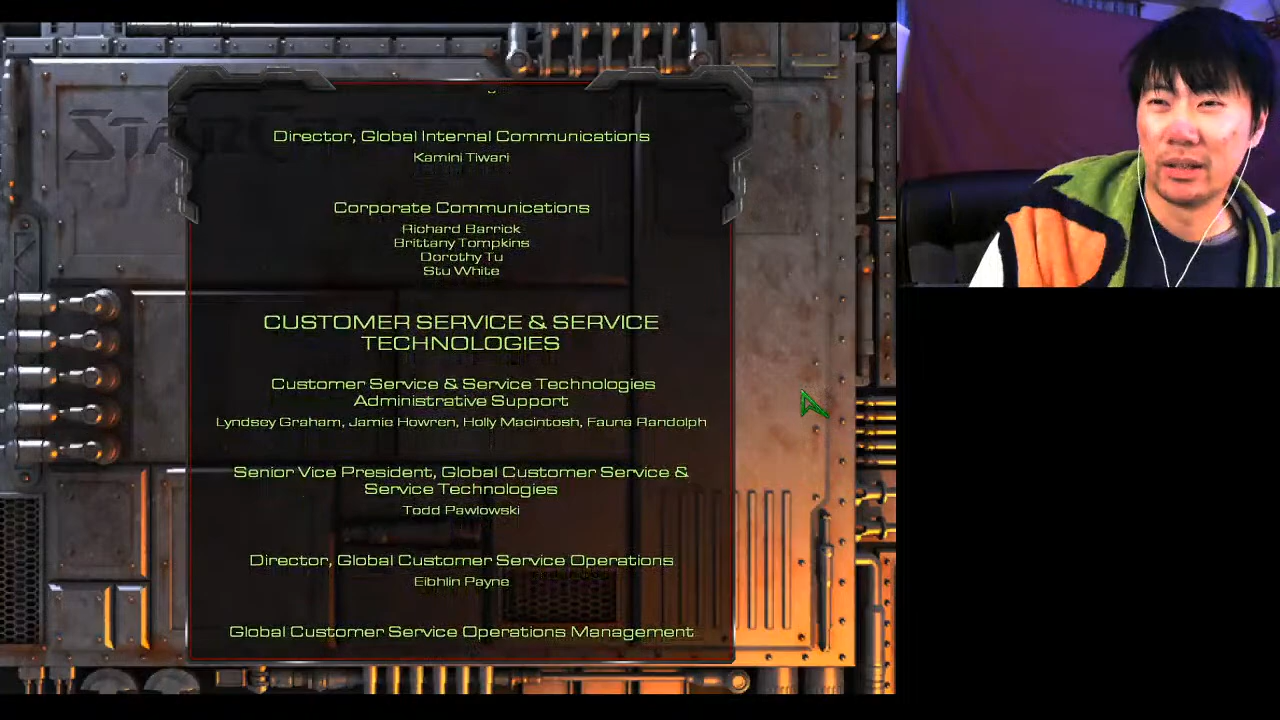 STARCRAFT
Director, Global Internal Communications
Kamini Tiwari
Corporate Communications
Richard Barrick
Brittany Tompkins
Dorothy Tu
Stu White
CUSTOMER SERVICE & SERVICE
TECHNOLOGIES
Customer Service & Service Technologies
Administrative Support
Lyndsey Graham, Jamie Howren, Holly Macintosh, Fauna Randolph
Senior Vice President, Global Customer Service &
Service Technologies
Todd Pawlowski
Director, Global Customer Service Operations
Eibhlin Payne
Global Customer Service Operations Management